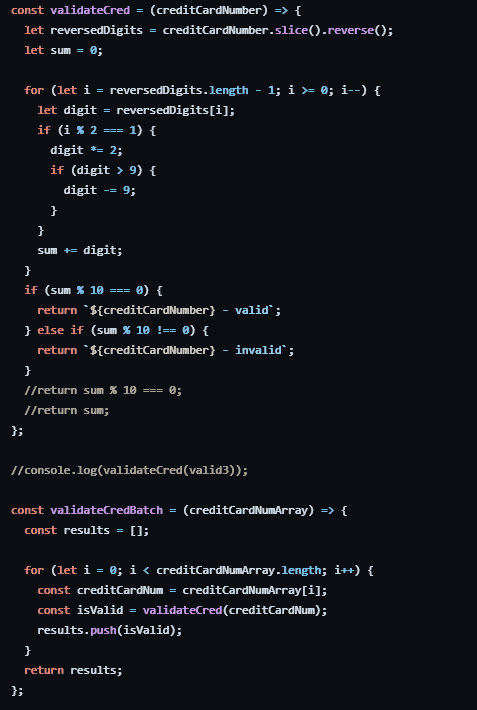 const validateCred = (creditCardNumber) => {
  let reversedDigits = creditCardNumber.slice().reverse();
  let sum = 0;

  for (let i = reversedDigits.length - 1; i >= 0; i--) {
    let digit = reversedDigits[i];
    if (i % 2 === 1) {
      digit *= 2;
      if (digit > 9) {
        digit -= 9;
      }
    }
    sum += digit;
  }
  if (sum % 10 === 0) {
    return `${creditCardNumber} - valid`;
  } else if (sum % 10 !== 0) {
    return `${creditCardNumber} - invalid`;
  }
  //return sum % 10 === 0;
  //return sum;
};

//console.log(validateCred(valid3));

const validateCredBatch = (creditCardNumArray) => {
  const results = [];

  for (let i = 0; i < creditCardNumArray.length; i++) {
    const creditCardNum = creditCardNumArray[i];
    const isValid = validateCred(creditCardNum);
    results.push(isValid);
  }
  return results;
};